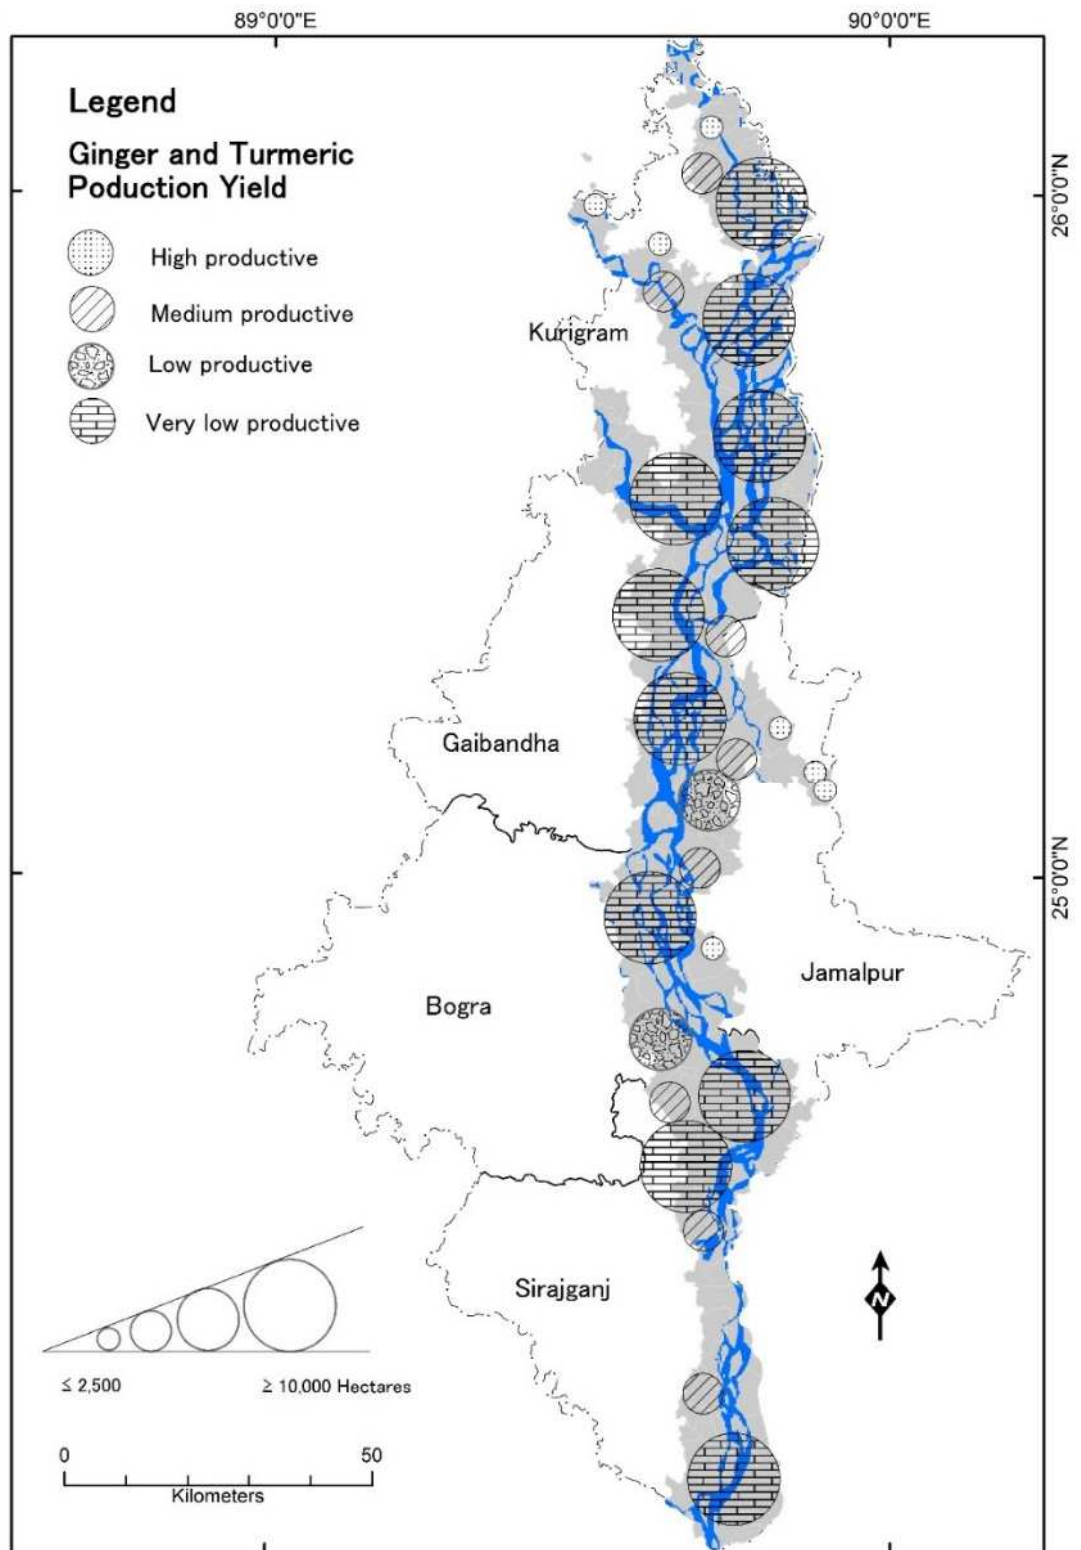 89°0'0"E
90°0'0"E
Legend
Ginger and Turmeric
Poduction Yield
High productive
Medium productive
Low productive
Very low productive
26°0'0"N
Kurigram
Gaibandha
25°0'0"N
Jamalpur
Bogra
Sirajganj
N
≤ 2,500
≥ 10,000 Hectares
0
50
Kilometers